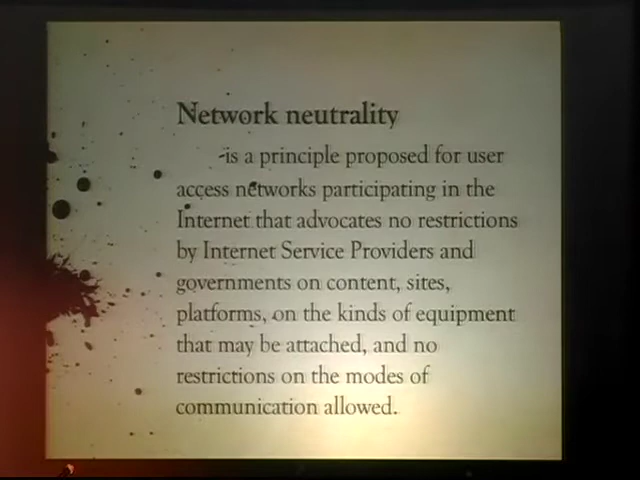 Network neutrality
-is a principle proposed for user
access networks participating in the
Internet that advocates no restrictions
by Internet Service Providers and
governments on content, sites,
platforms, on the kinds of equipment
that may be attached, and no
restrictions on the modes of
communication allowed.